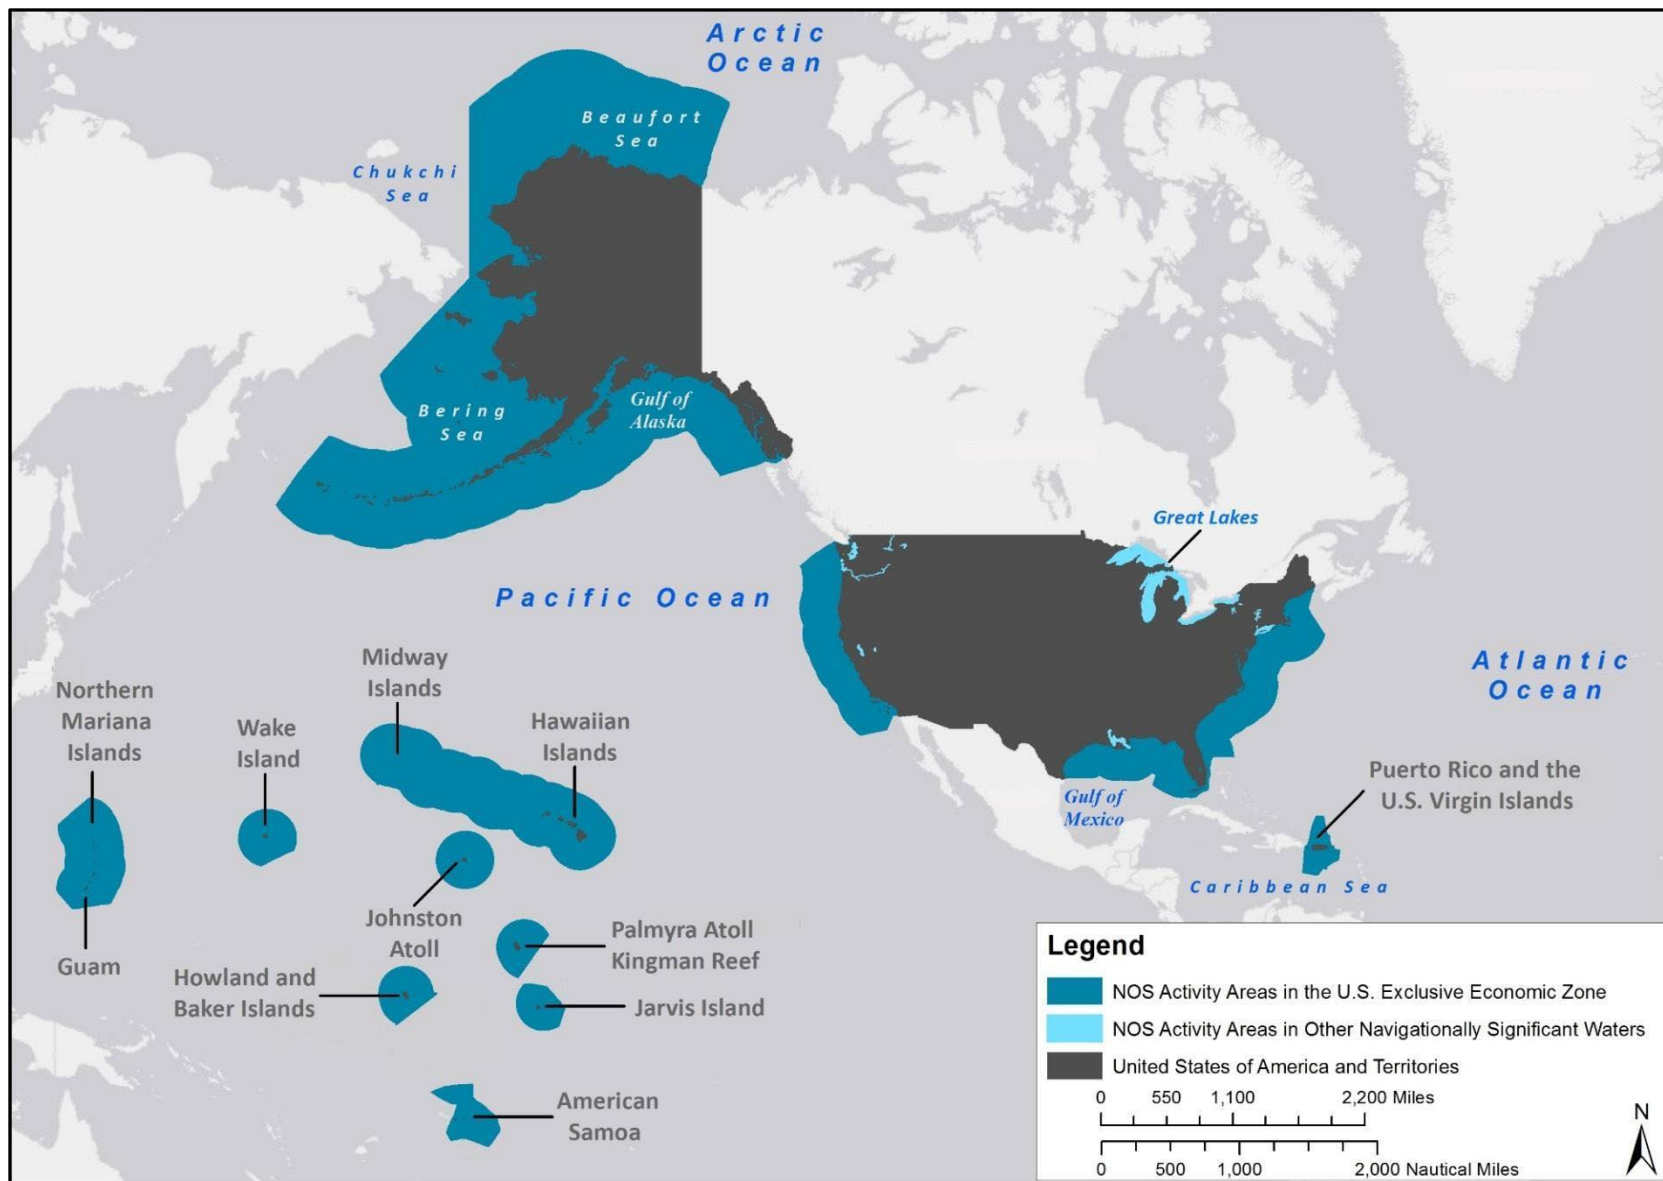 Arctic
Ocean
Beaufort
Sea
Chukchi
Sea
Bering
Sea
Gulf of
Alaska
Great Lakes
Pacific Ocean
Atlantic
Ocean
Midway
Islands
Northern
Mariana
Islands
Wake
Island
Hawaiian
Islands
Gulf of
Mexico
Puerto Rico and the
U.S. Virgin Islands
Caribbean Sea
Johnston
Atoll
Guam
Palmyra Atoll
Kingman Reef
Howland and
Baker Islands
Jarvis Island
American
Samoa
Legend
NOS Activity Areas in the U.S. Exclusive Economic Zone
NOS Activity Areas in Other Navigationally Significant Waters
United States of America and Territories
0 550 1,100 2,200 Miles
0 500 1,000 2,000 Nautical Miles
N